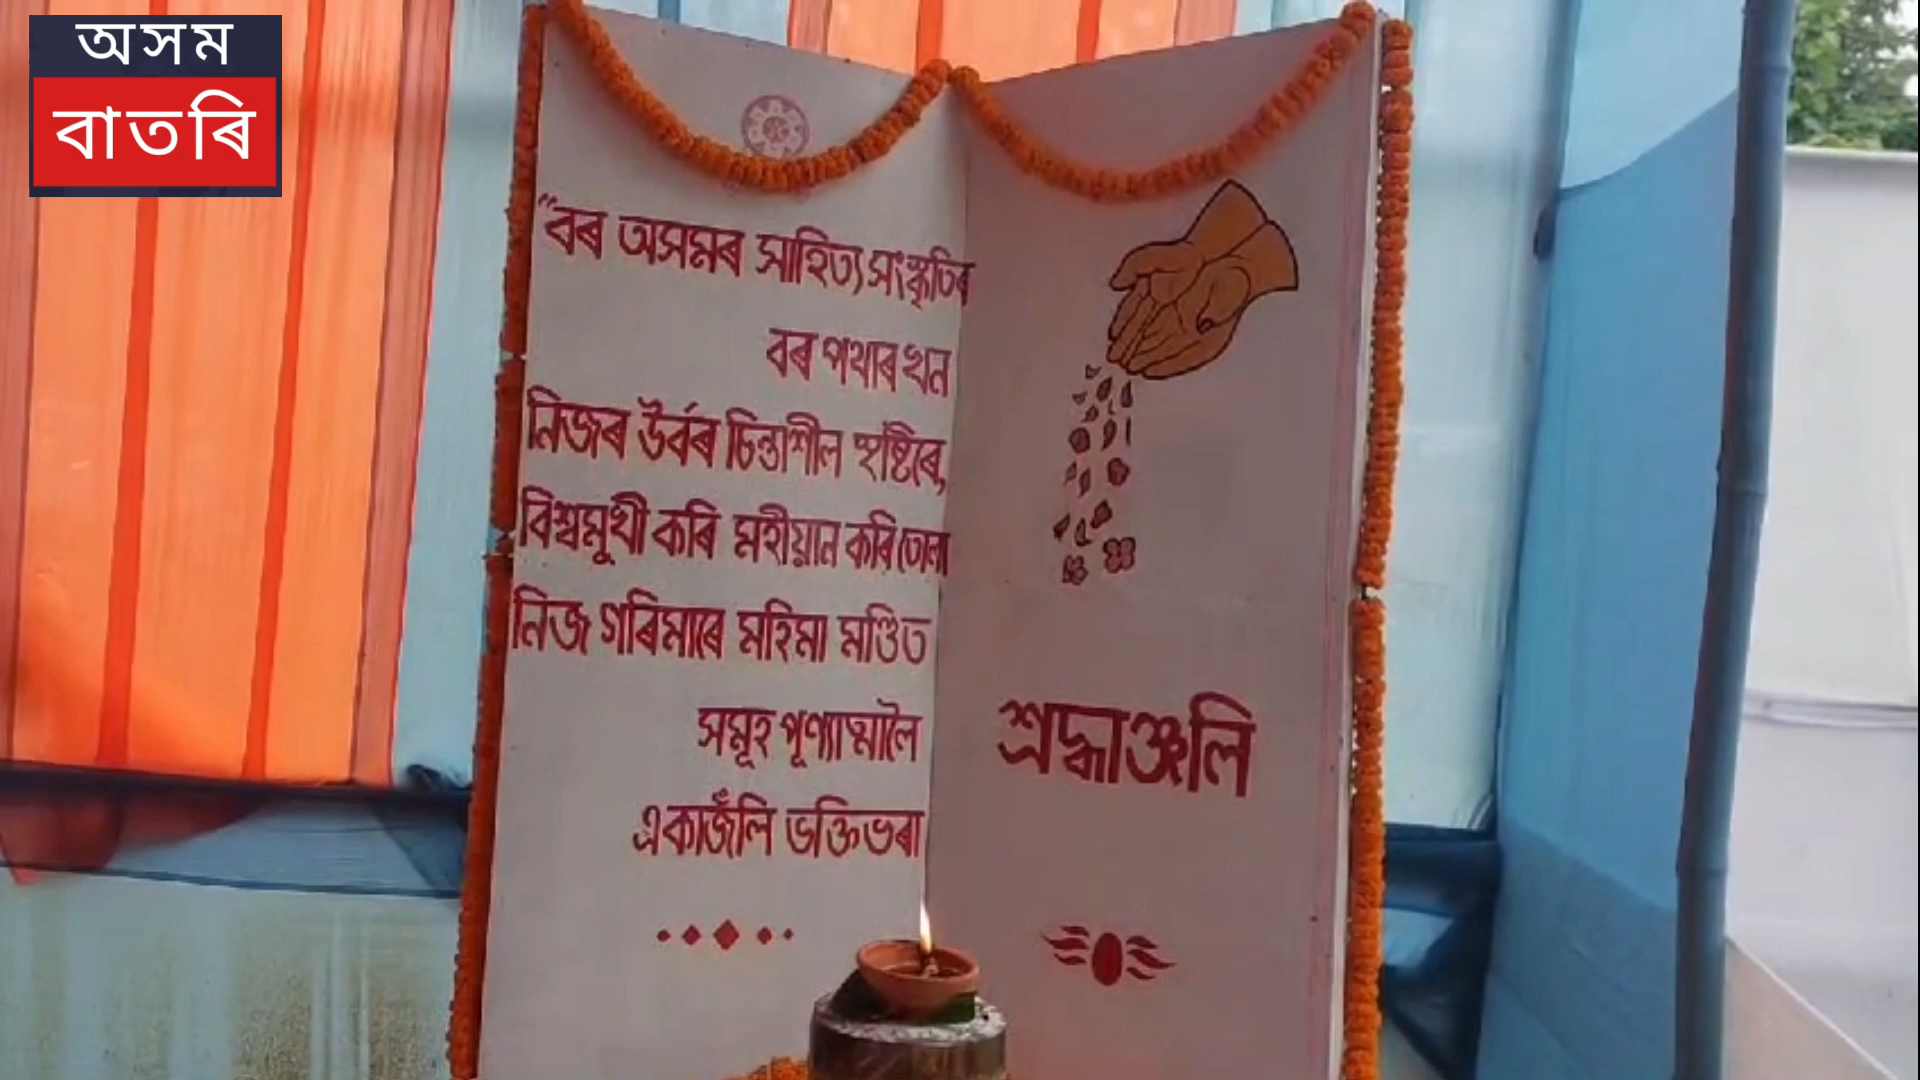 অসম
বাতৰি
“বৰ অসমৰ সাহিত্য সংস্কৃতিৰ
বৰ পথাৰ খন
নিজৰ উৰ্বৰ চিন্তাশীল সৃষ্টিৰে,
বিশ্বমুখী কৰি মহীয়ান কৰি তোলা
নিজ গৰিমাৰে মহিমা মণ্ডিত
সমূহ পূণ্যাত্মালৈ
একাজঁলি ভক্তিভৰা
শ্ৰদ্ধাঞ্জলি